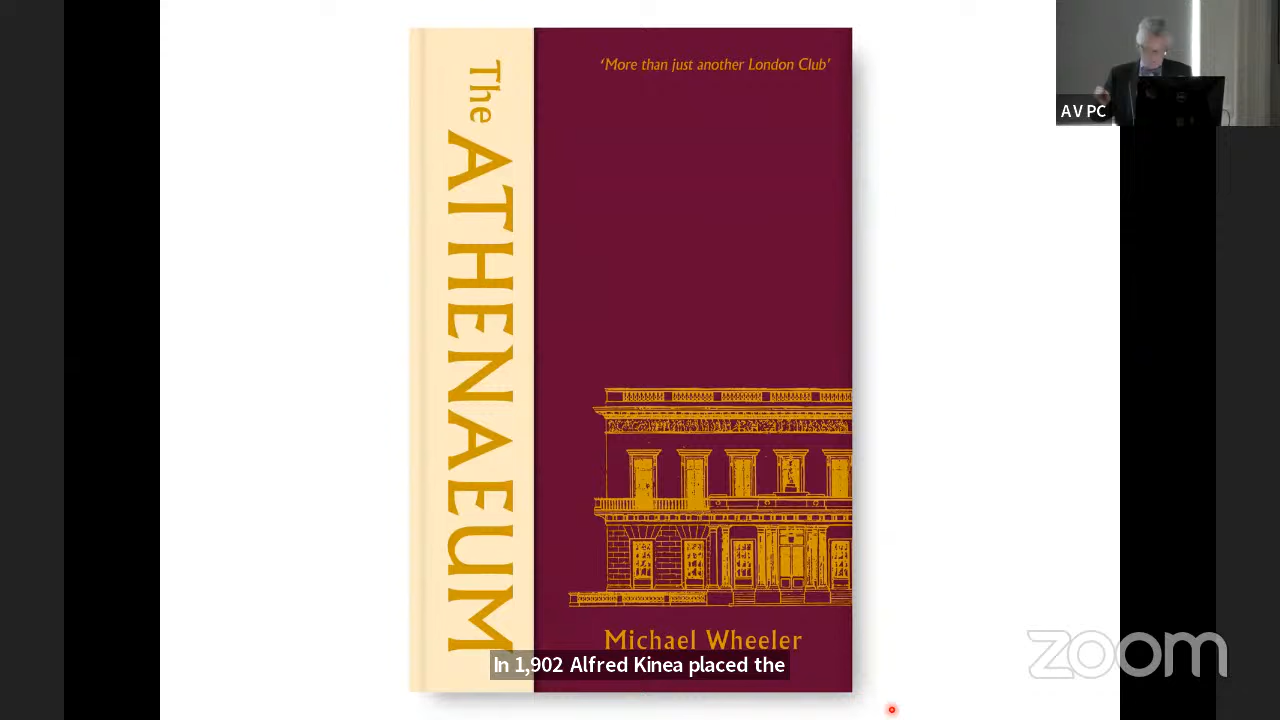 ‘More than just another London Club’
The ATHENAEUM
Michael Wheeler
In 1,902 Alfred Kinea placed the
AV PC
zoom